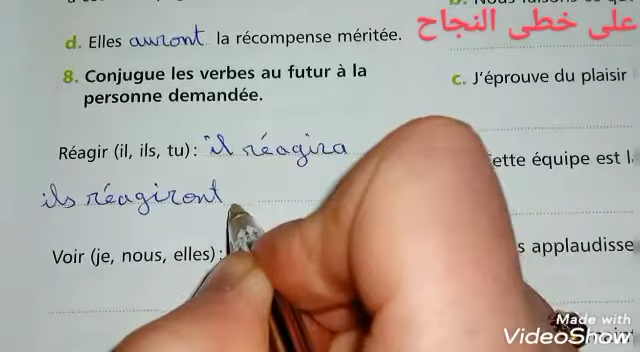 d. Elles auront la récompense méritée.
على خطى النجاح
8. Conjugue les verbes au futur à la
personne demandée.
c. J'éprouve du plaisir
Réagir (il, ils, tu) : il réagira
ette équipe est l
ils réagiront
Voir (je, nous, elles) :
s applaudisse
Made with
VideoShow